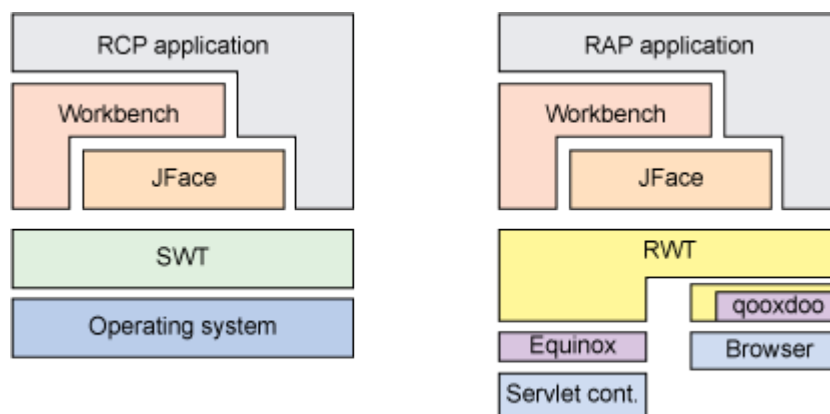 RCP application
Workbench
JFace
SWT
Operating system
RAP application
Workbench
JFace
RWT
qooxdoo
Equinox
Browser
Servlet cont.